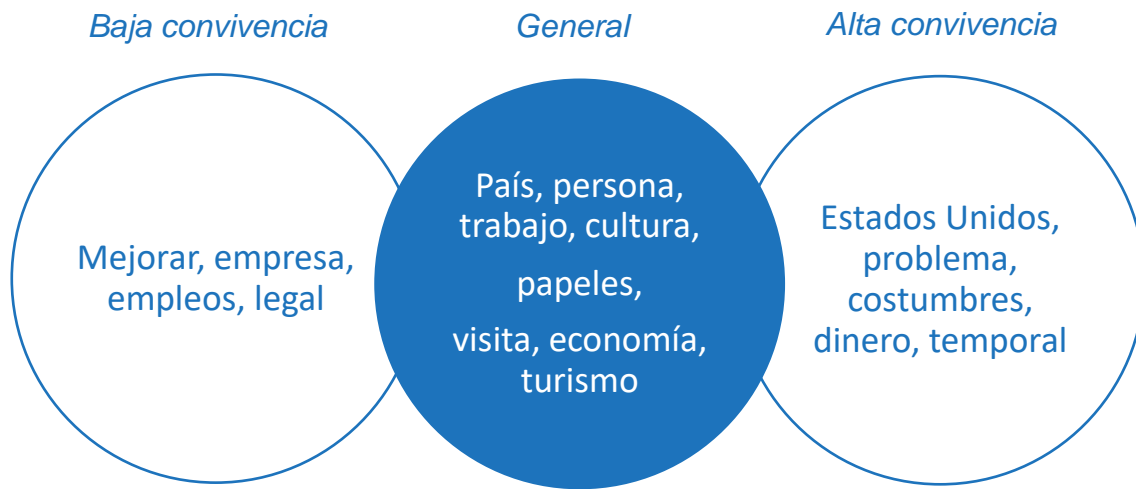 Baja convivencia
General
Alta convivencia
Mejorar, empresa,
empleos, legal
País, persona,
trabajo, cultura,
papeles,
visita, economía,
turismo
Estados Unidos,
problema,
costumbres,
dinero, temporal